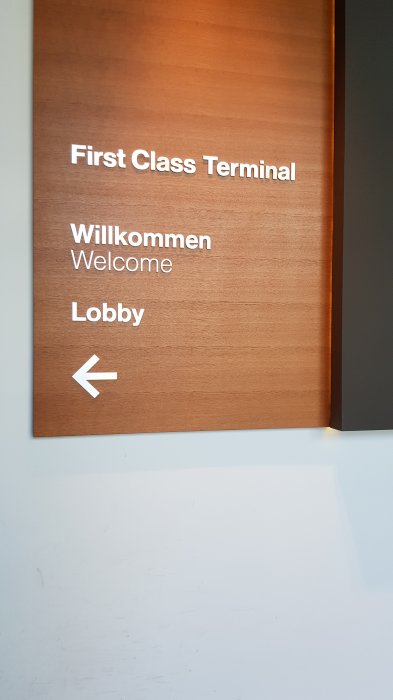 First Class Terminal
Willkommen
Welcome
Lobby